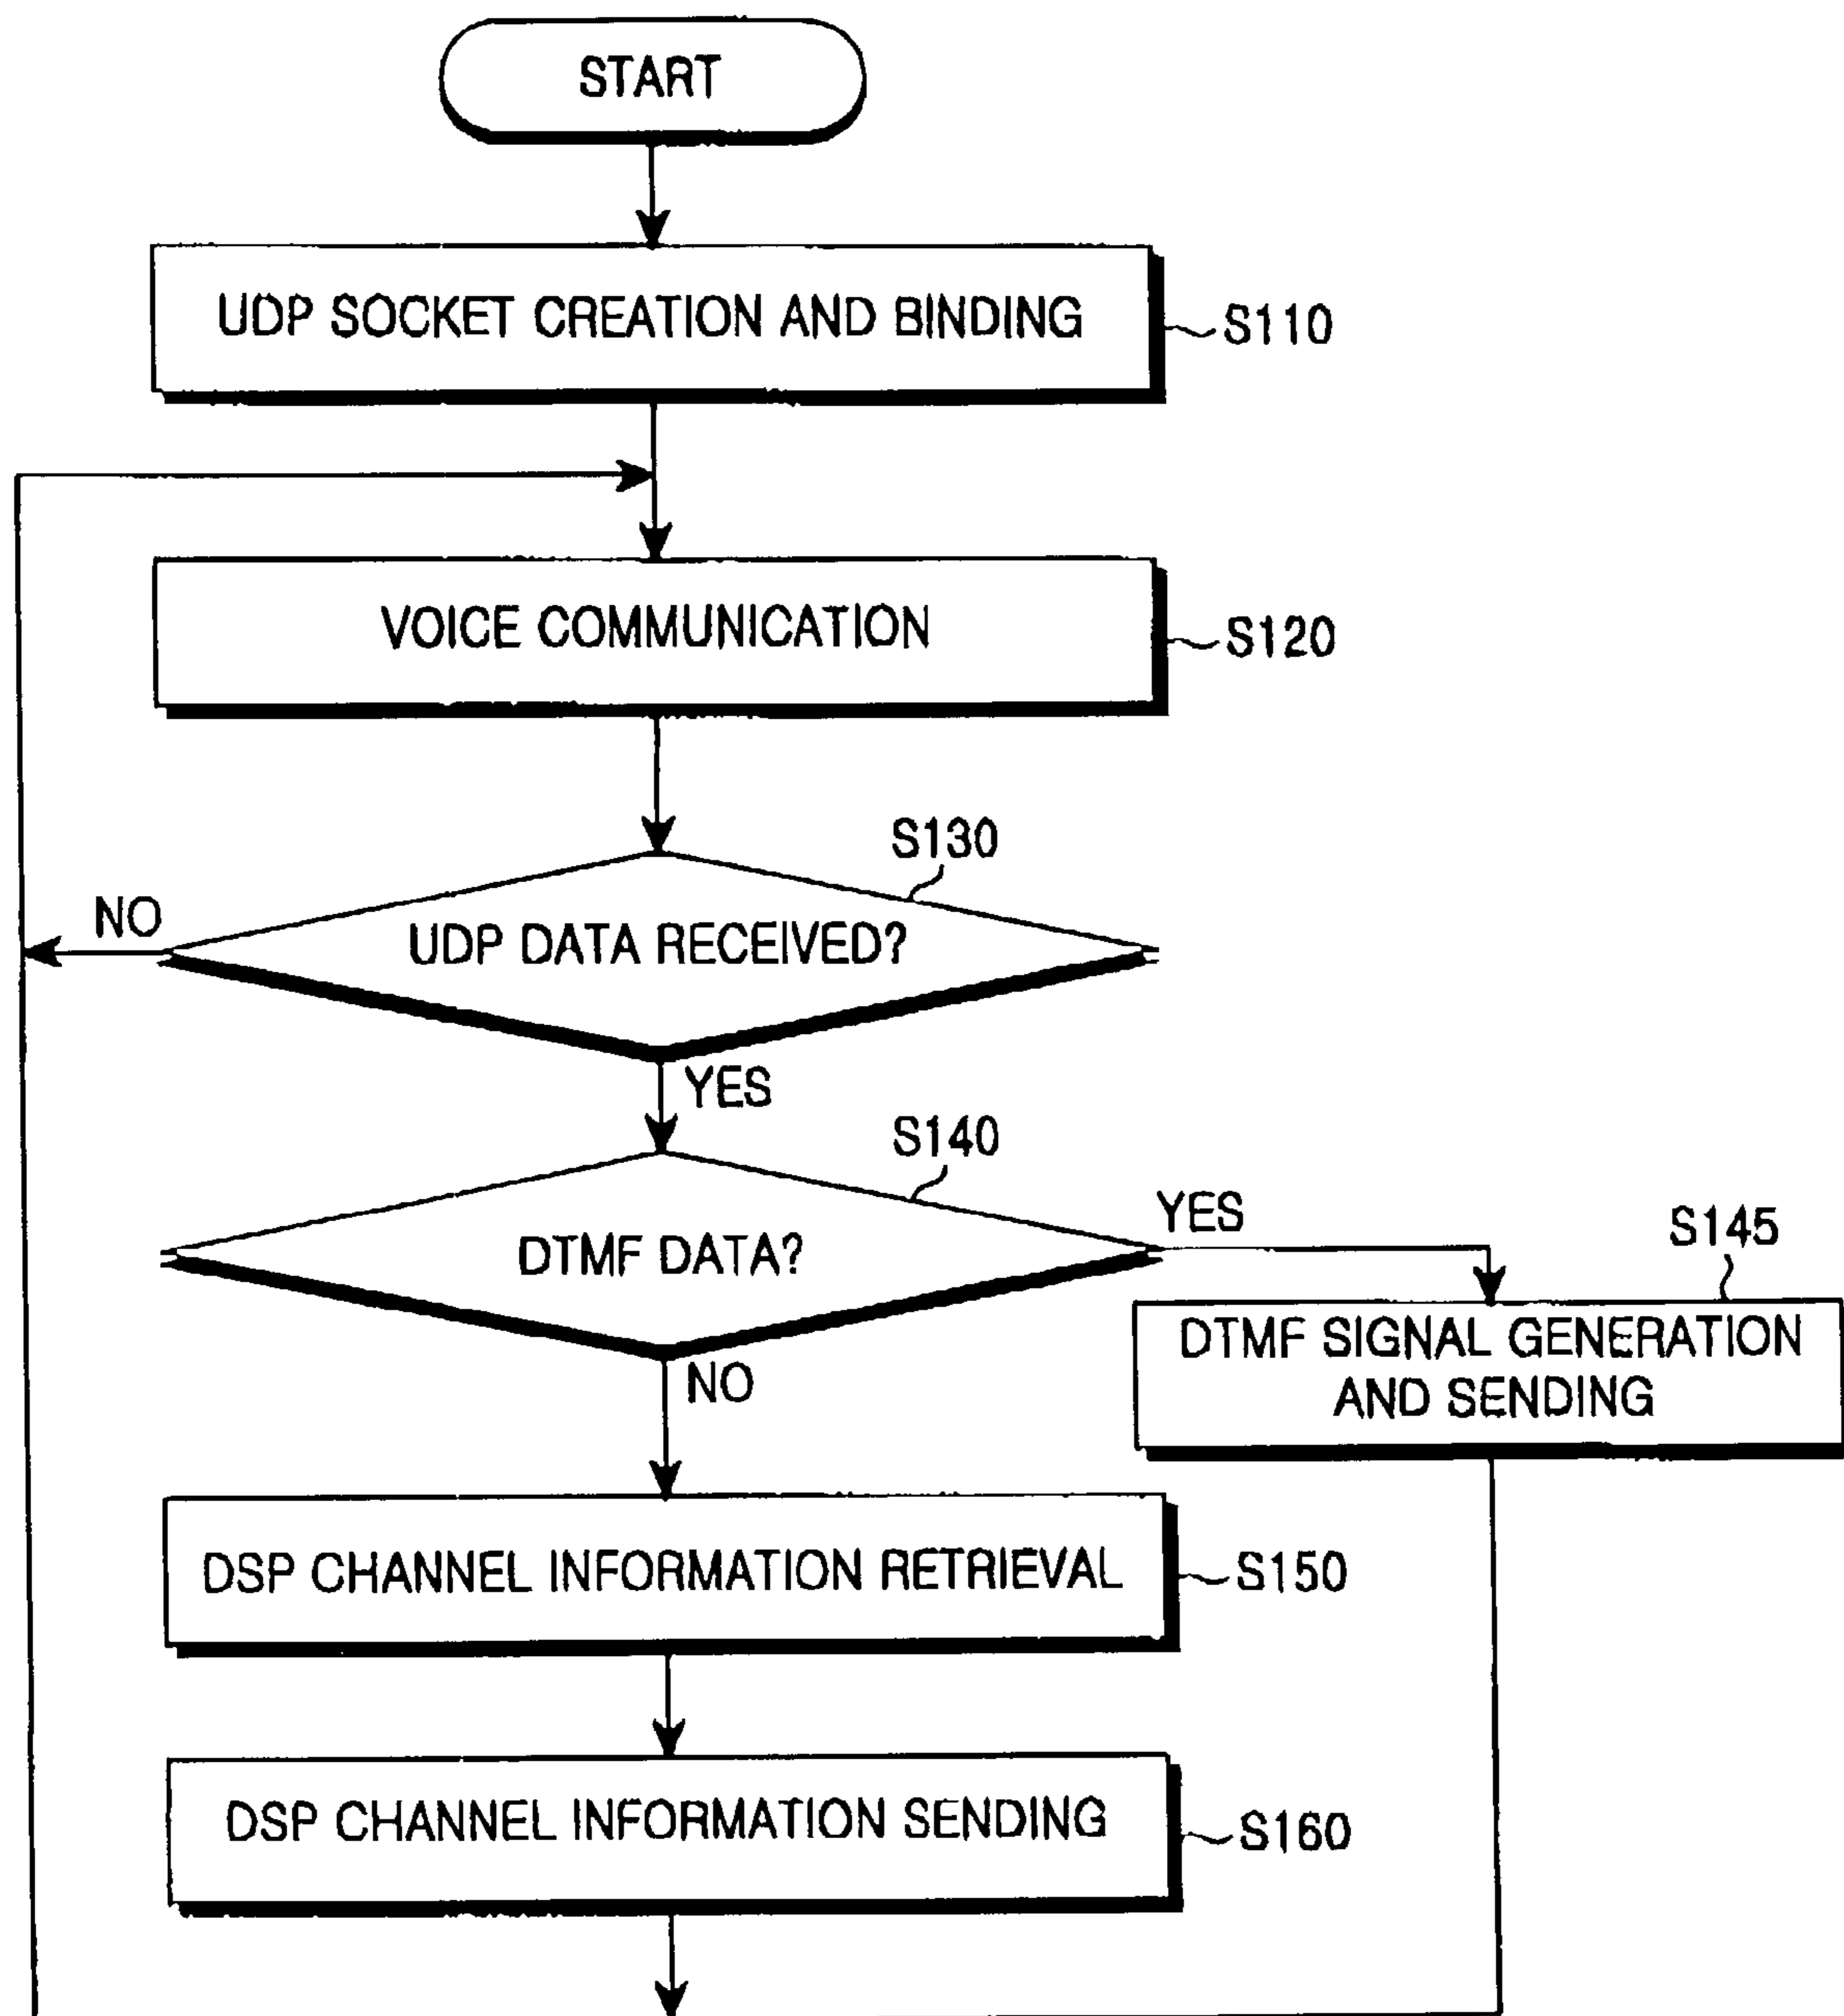 START
UDP SOCKET CREATION AND BINDING
S110
VOICE COMMUNICATION
S120
S130
NO
UDP DATA RECEIVED?
YES
S140
YES
DTMF DATA?
S145
DTMF SIGNAL GENERATION
AND SENDING
NO
DSP CHANNEL INFORMATION RETRIEVAL
S150
DSP CHANNEL INFORMATION SENDING
S160